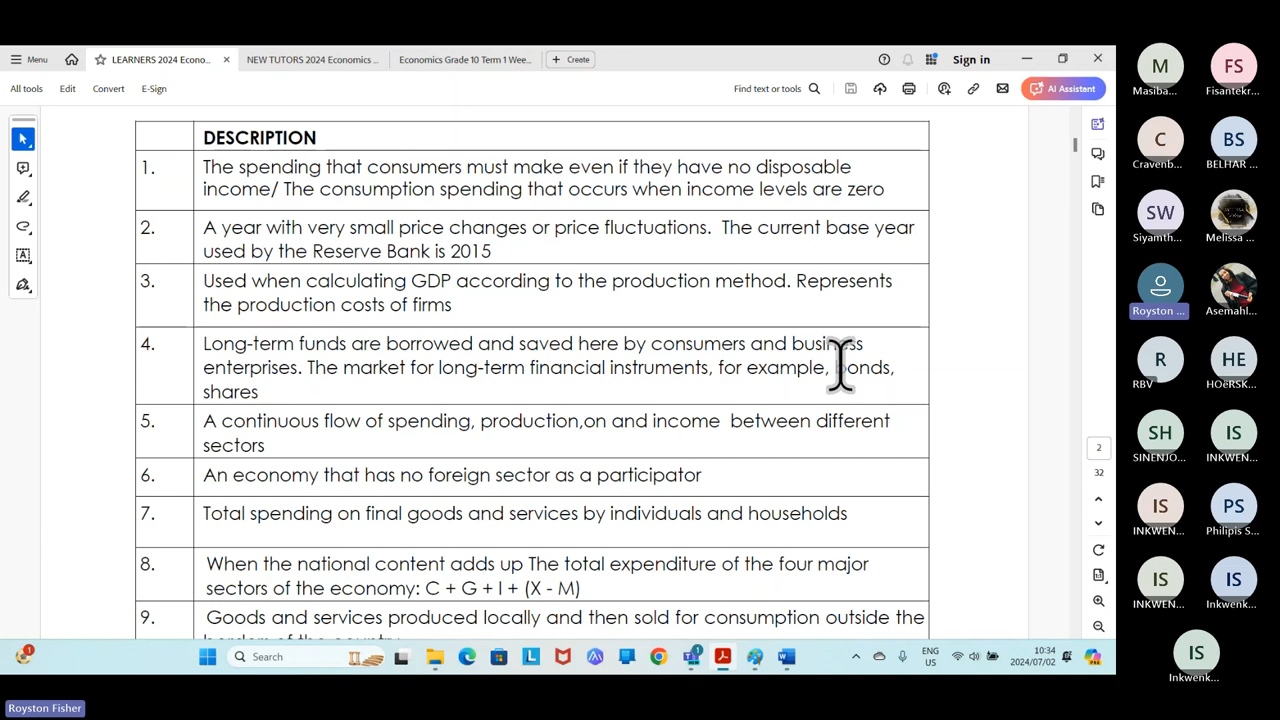 Menu
LEARNERS 2024 Econo...
NEW TUTORS 2024 Economics ...
Economics Grade 10 Term 1 Wee...
Create
Sign in
All tools
Edit
Convert
E-Sign
Find text or tools
AI Assistant
DESCRIPTION
1. The spending that consumers must make even if they have no disposable
income/ The consumption spending that occurs when income levels are zero
2. A year with very small price changes or price fluctuations. The current base year
used by the Reserve Bank is 2015
3. Used when calculating GDP according to the production method. Represents
the production costs of firms
4. Long-term funds are borrowed and saved here by consumers and business
enterprises. The market for long-term financial instruments, for example, bonds,
shares
5. A continuous flow of spending, production,on and income between different
sectors
6. An economy that has no foreign sector as a participator
7. Total spending on final goods and services by individuals and households
8. When the national content adds up The total expenditure of the four major
sectors of the economy: C + G + I + (X - M)
9. Goods and services produced locally and then sold for consumption outside the
borders of the country
2
32
1
Search
1
ENG
US
10:34
2024/07/02
M
Masiba...
FS
Fisantekr...
C
Cravenb...
BS
BELHAR ...
SW
Siyamth...
Melissa ...
Royston ...
Asemahl...
R
RBV
HE
HOëRSK...
SH
SINENJO...
IS
INKWEN...
IS
INKWEN...
PS
Philipis S...
IS
INKWEN...
IS
Inkwenk...
IS
Inkwenk...
Royston Fisher